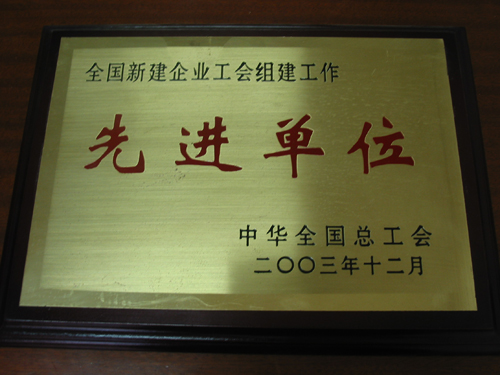 全国新建企业工会组建工作
先进单位
中华全国总工会
二〇〇三年十二月